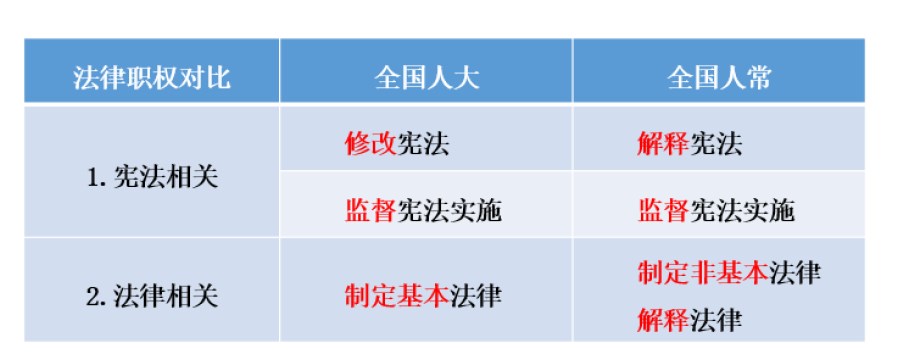 法律职权对比 全国人大 全国人常
1.宪法相关 修改宪法 解释宪法
监督宪法实施 监督宪法实施
2.法律相关 制定基本法律 制定非基本法律
解释法律